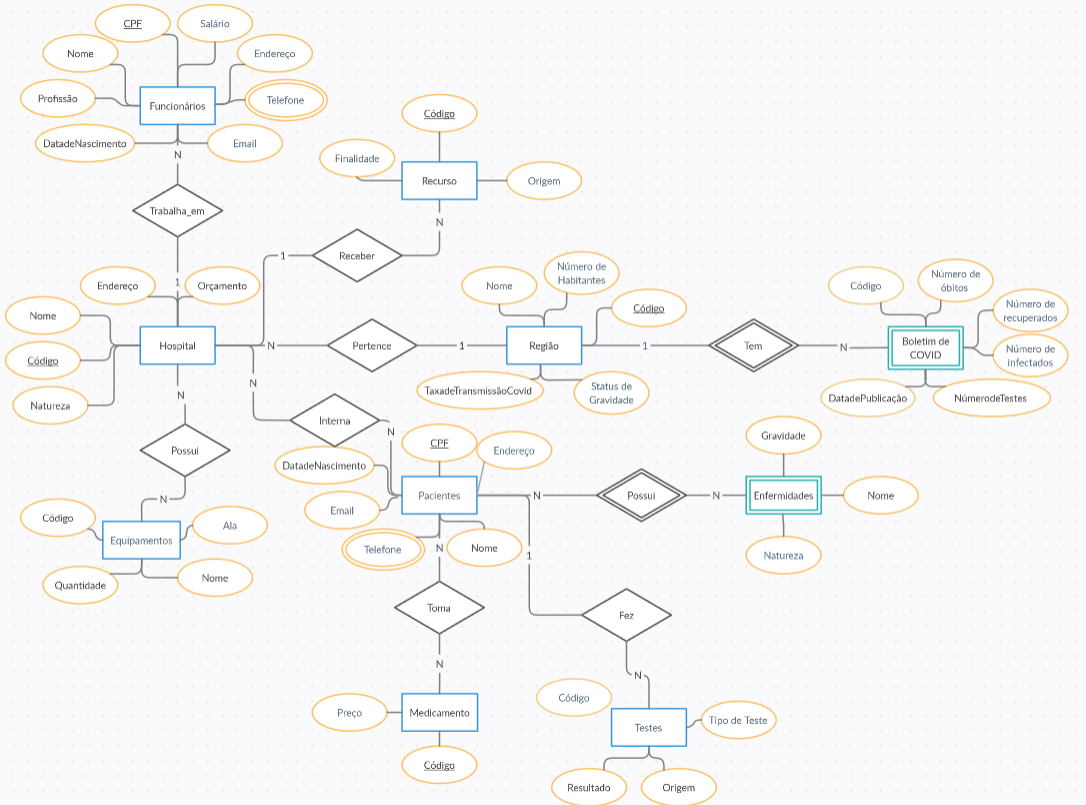 CPF
Salário
Nome
Endereço
Profissão
Funcionários
Telefone
DatadeNascimento
Email
N
Trabalha_em
1
Código
Finalidade
Recurso
Origem
N
1
Receber
Endereço
Orçamento
Nome
Hospital
Código
Natureza
N
Pertence
1
Nome
Número de
Habitantes
Código
Região
TaxadeTransmissãoCovid
Status de
Gravidade
1
Tem
N
Código
Número de
óbitos
Número de
recuperados
Boletim de
COVID
Número de
infectados
DatadePublicação
NúmerodeTestes
N
Interna
N
N
Possui
N
Código
Ala
Equipamentos
Quantidade
Nome
CPF
Endereço
DatadeNascimento
Pacientes
Email
Telefone
Nome
N
Possui
N
Gravidade
Enfermidades
Nome
Natureza
N
Toma
N
Preço
Medicamento
Código
1
Fez
N
Código
Testes
Tipo de Teste
Resultado
Origem